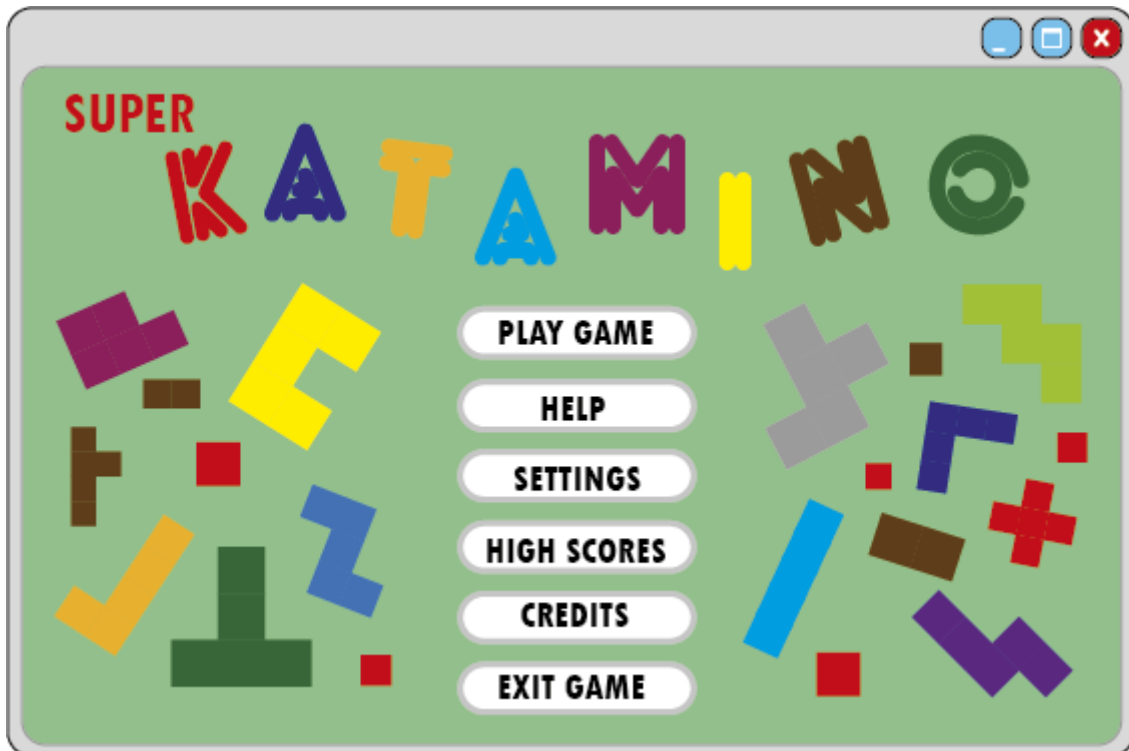 SUPER
KATAMINO
PLAY GAME
HELP
SETTINGS
HIGH SCORES
CREDITS
EXIT GAME